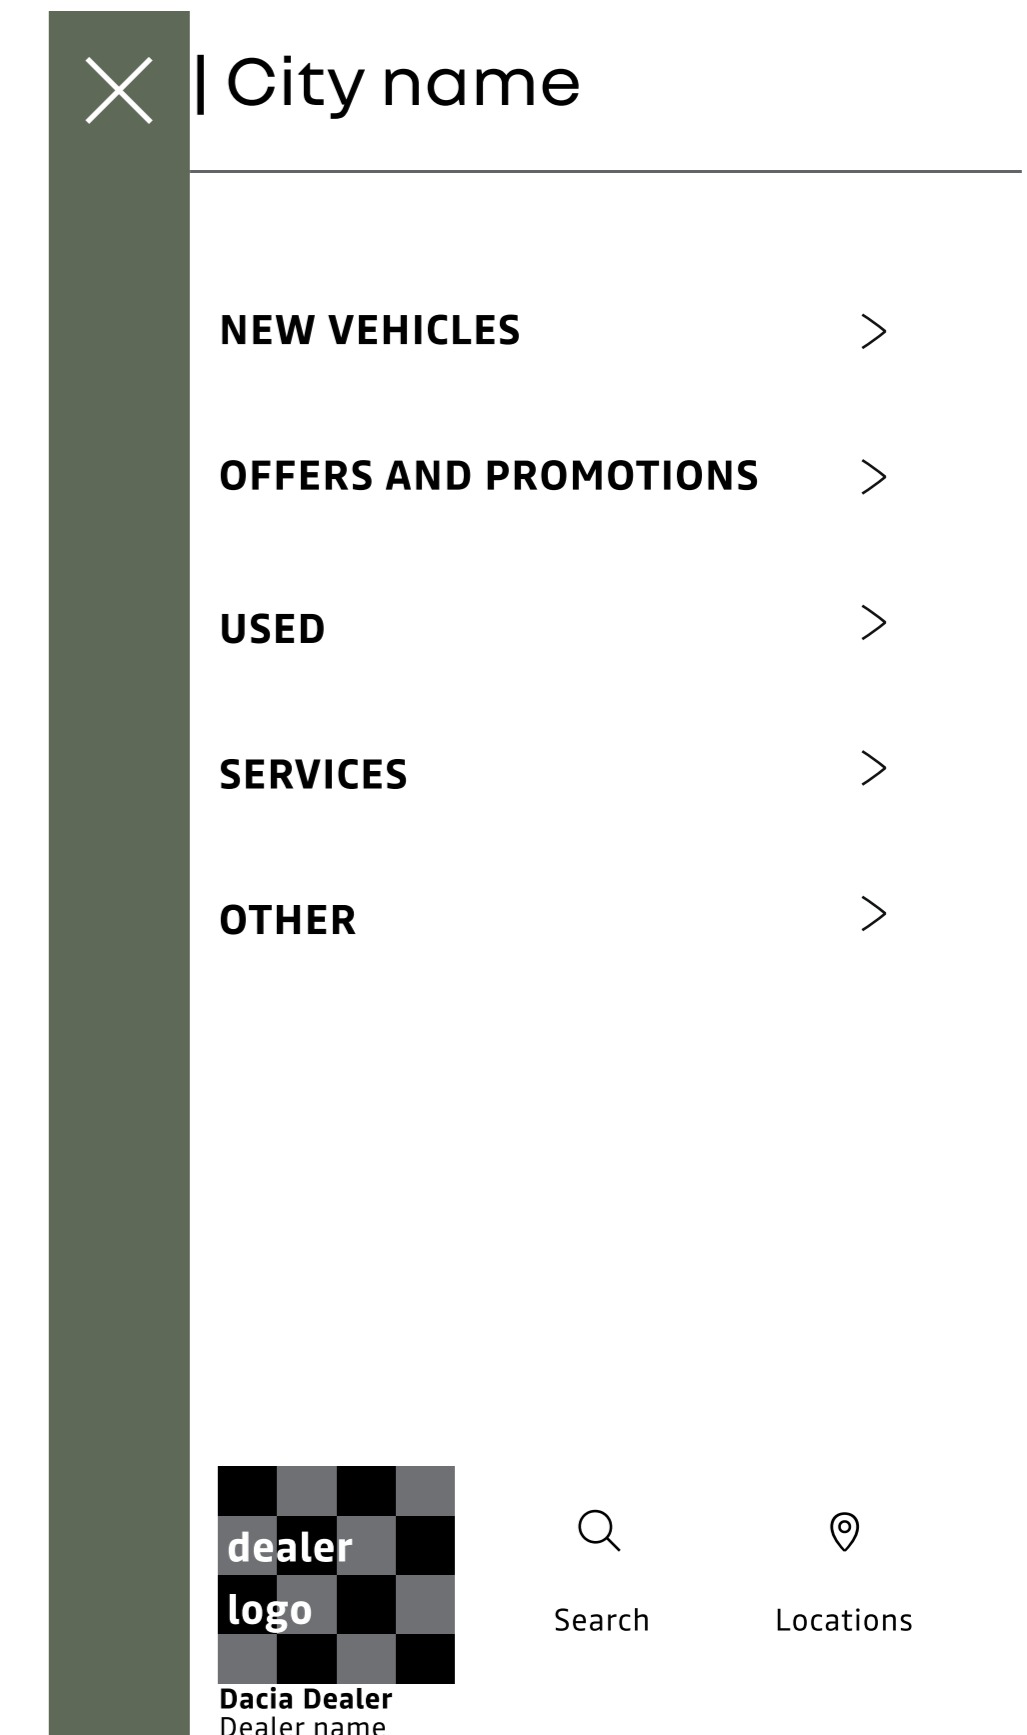 | City name
NEW VEHICLES
OFFERS AND PROMOTIONS
USED
SERVICES
OTHER
dealer
logo
Search
Locations
Dacia Dealer
Dealer name